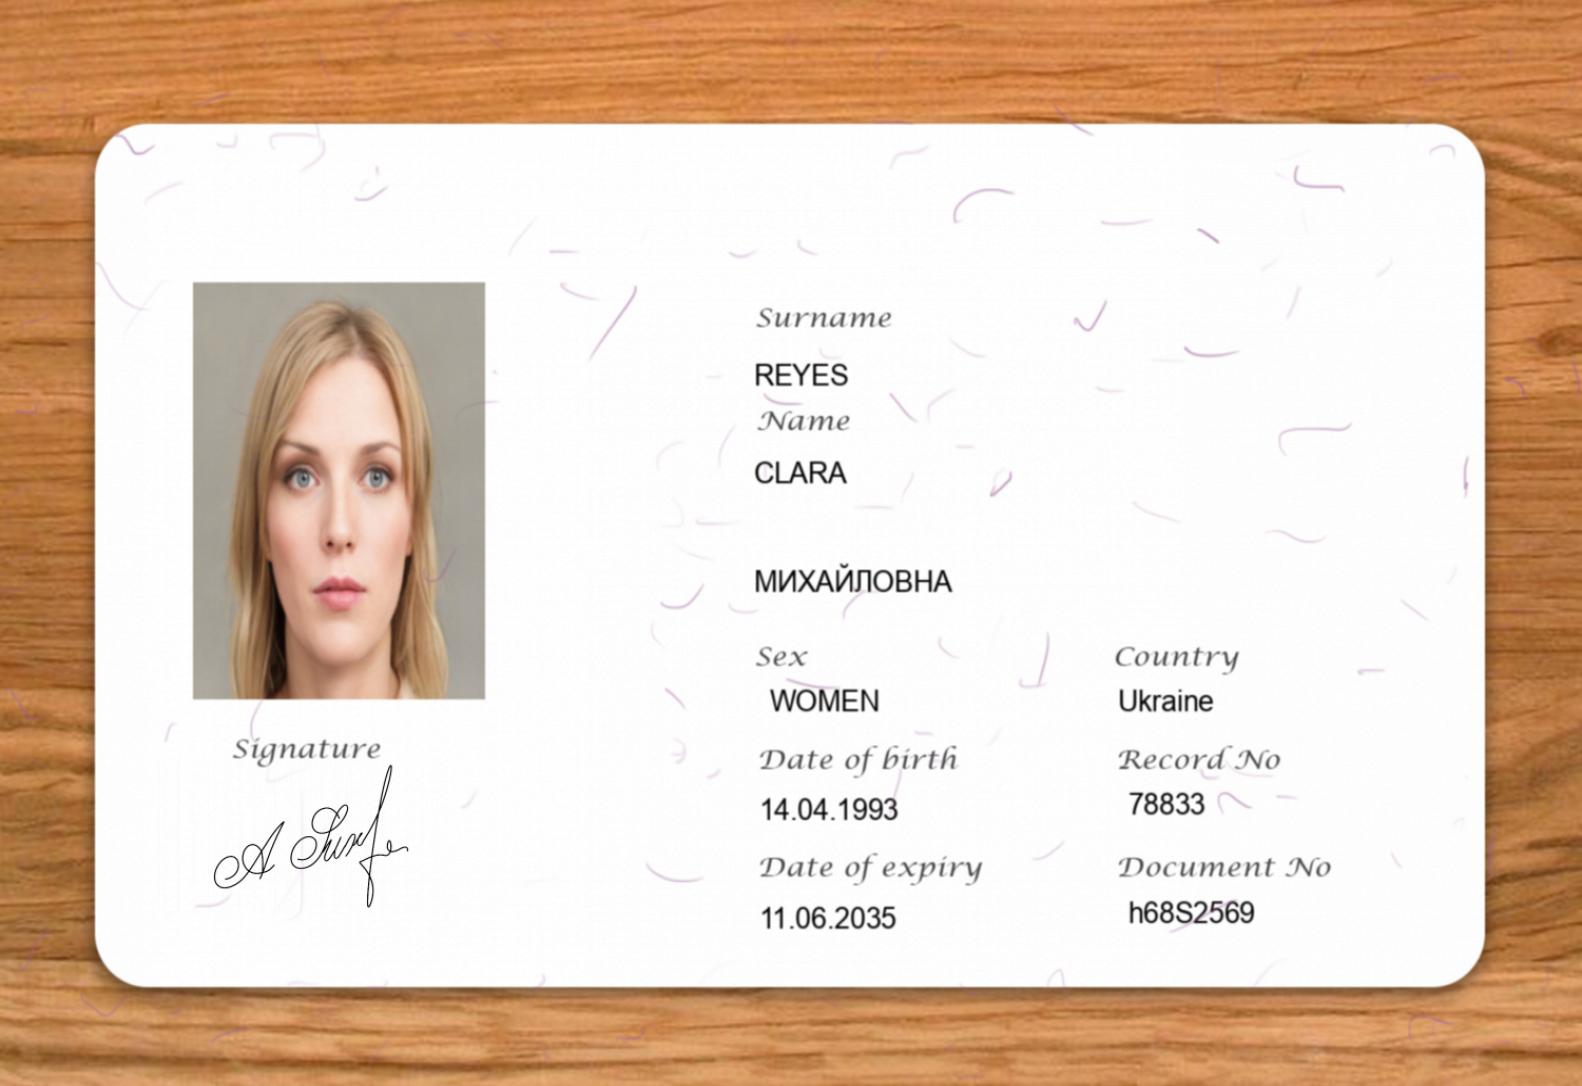 Surname
REYES
Name
CLARA
МИХАЙЛОВНА
Sex
WOMEN
Country
Ukraine
Date of birth
14.04.1993
Record No
78833
Date of expiry
11.06.2035
Document No
h68S2569
Signature